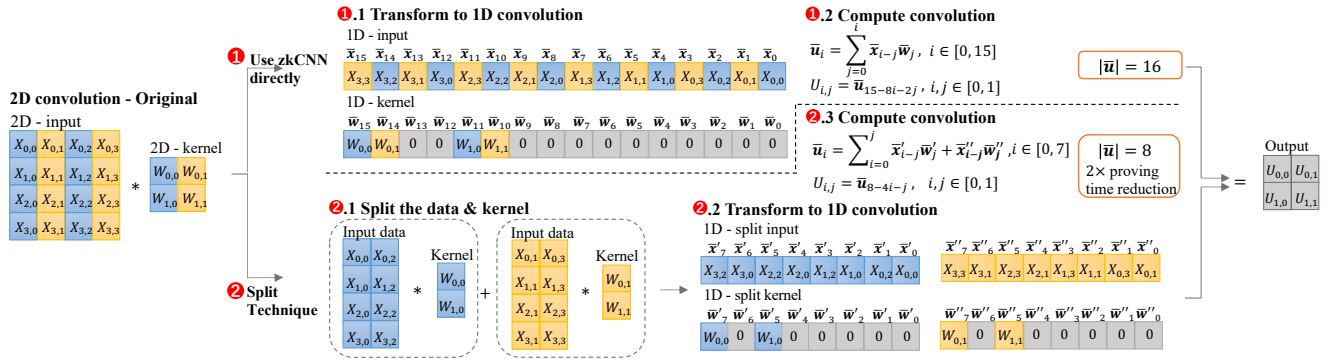 2D convolution - Original
2D - input
X0,0 X0,1 X0,2 X0,3
X1,0 X1,1 X1,2 X1,3
X2,0 X2,1 X2,2 X2,3
X3,0 X3,1 X3,2 X3,3
*
2D - kernel
W0,0 W0,1
W1,0 W1,1
1 Use zkCNN
directly
1.1 Transform to 1D convolution
1D - input
x̅15 x̅14 x̅13 x̅12 x̅11 x̅10 x̅9 x̅8 x̅7 x̅6 x̅5 x̅4 x̅3 x̅2 x̅1 x̅0
X3,3 X3,2 X3,1 X3,0 X2,3 X2,2 X2,1 X2,0 X1,3 X1,2 X1,1 X1,0 X0,3 X0,2 X0,1 X0,0
1D - kernel
w̅15 w̅14 w̅13 w̅12 w̅11 w̅10 w̅9 w̅8 w̅7 w̅6 w̅5 w̅4 w̅3 w̅2 w̅1 w̅0
W0,0 W0,1 0 0 W1,0 W1,1 0 0 0 0 0 0 0 0 0 0
1.2 Compute convolution
u̅i = ∑ij=0 x̅i−j w̅j , i ∈ [0, 15]
Ui,j = u̅15−8i−2j , i, j ∈ [0, 1]
|u̅| = 16
2.3 Compute convolution
u̅i = ∑ji=0 x̅′i−j w̅′j + x̅′′i−j w̅′′j , i ∈ [0, 7]
Ui,j = u̅8−4i−j , i, j ∈ [0, 1]
|u̅| = 8
2× proving
time reduction
=
Output
U0,0 U0,1
U1,0 U1,1
2 Split
Technique
2.1 Split the data & kernel
Input data
X0,0 X0,2
X1,0 X1,2
X2,0 X2,2
X3,0 X3,2
*
Kernel
W0,0
W1,0
+
Input data
X0,1 X0,3
X1,1 X1,3
X2,1 X2,3
X3,1 X3,3
*
Kernel
W0,1
W1,1
2.2 Transform to 1D convolution
1D - split input
x̅′7 x̅′6 x̅′5 x̅′4 x̅′3 x̅′2 x̅′1 x̅′0
X3,2 X3,0 X2,2 X2,0 X1,2 X1,0 X0,2 X0,0
x̅′′7 x̅′′6 x̅′′5 x̅′′4 x̅′′3 x̅′′2 x̅′′1 x̅′′0
X3,3 X3,1 X2,3 X2,1 X1,3 X1,1 X0,3 X0,1
1D - split kernel
w̅′7 w̅′6 w̅′5 w̅′4 w̅′3 w̅′2 w̅′1 w̅′0
W0,0 0 W1,0 0 0 0 0 0
w̅′′7 w̅′′6 w̅′′5 w̅′′4 w̅′′3 w̅′′2 w̅′′1 w̅′′0
W0,1 0 W1,1 0 0 0 0 0